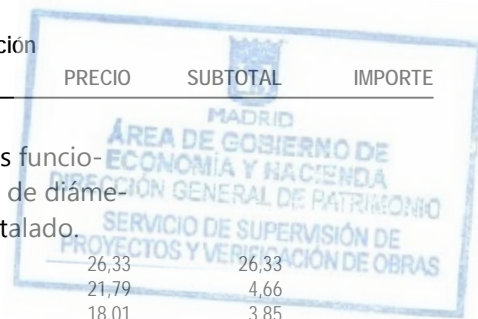 ción
PRECIO SUBTOTAL IMPORTE
MADRID
ÁREA DE GOBIERNO DE
s funcio- ECONOMÍA Y HACIENDA
de diáme- DIRECCIÓN GENERAL DE PATRIMONIO
talado. SERVICIO DE SUPERVISIÓN DE
PROYECTOS Y VERIFICACIÓN DE OBRAS
26,33 26,33
21,79 4,66
18,01 3,85